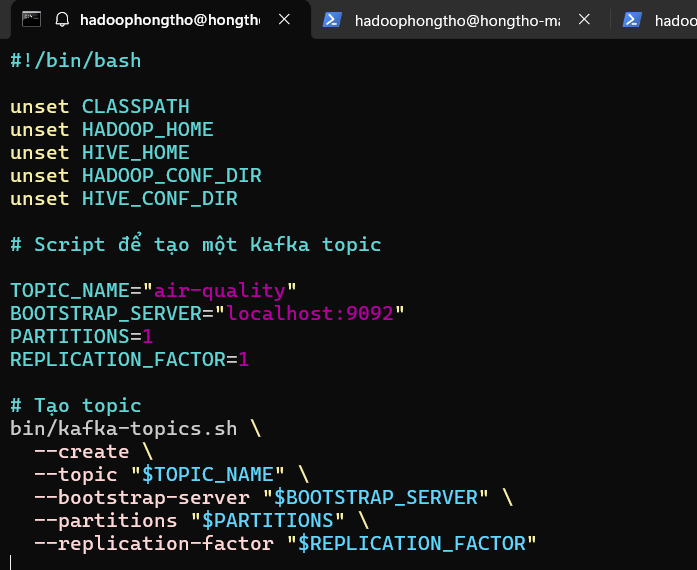 hadoophongtho@hongth
hadoophongtho@hongtho-ma
hadoo
#!/bin/bash
unset CLASSPATH
unset HADOOP_HOME
unset HIVE_HOME
unset HADOOP_CONF_DIR
unset HIVE_CONF_DIR
# Script để tạo một Kafka topic
TOPIC_NAME="air-quality"
BOOTSTRAP_SERVER="localhost:9092"
PARTITIONS=1
REPLICATION_FACTOR=1
# Tạo topic
bin/kafka-topics.sh \
  --create \
  --topic "$TOPIC_NAME" \
  --bootstrap-server "$BOOTSTRAP_SERVER" \
  --partitions "$PARTITIONS" \
  --replication-factor "$REPLICATION_FACTOR"